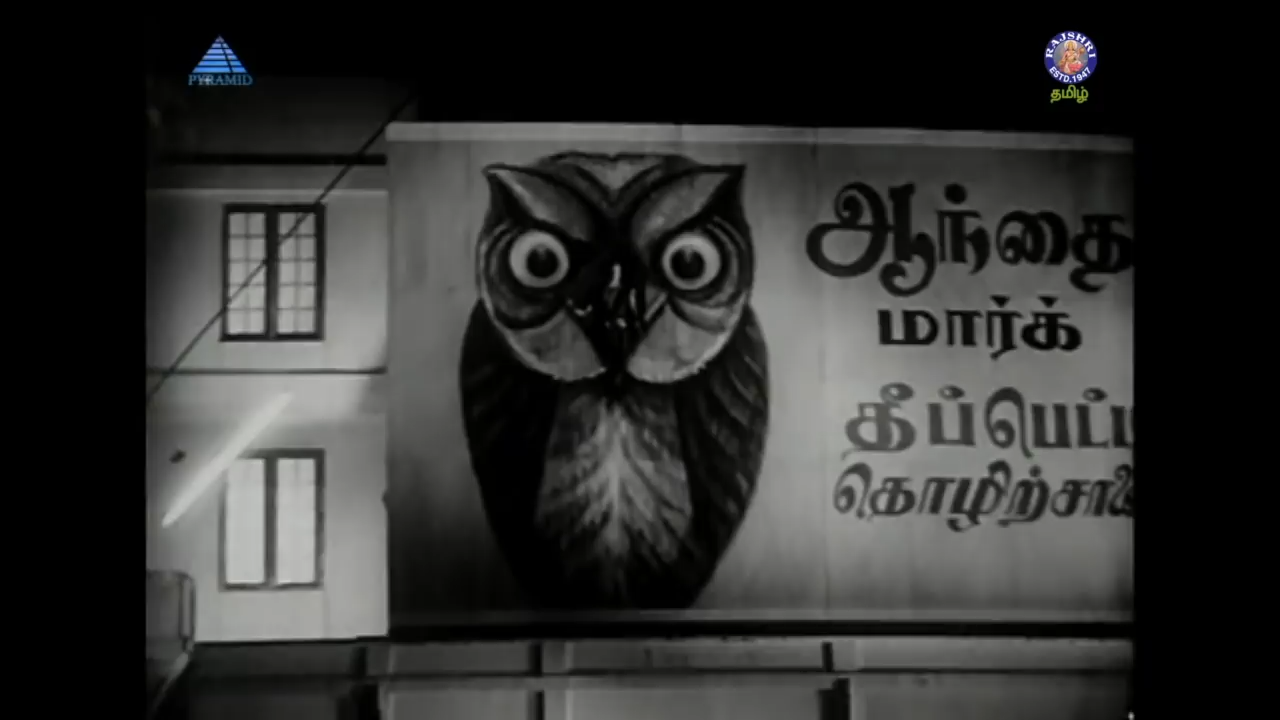 PYRAMID
RAJSHRI
ESTD.1947
தமிழ்
ஆந்தை
மார்க்
தீப்பெட்டி
தொழிற்சாலை